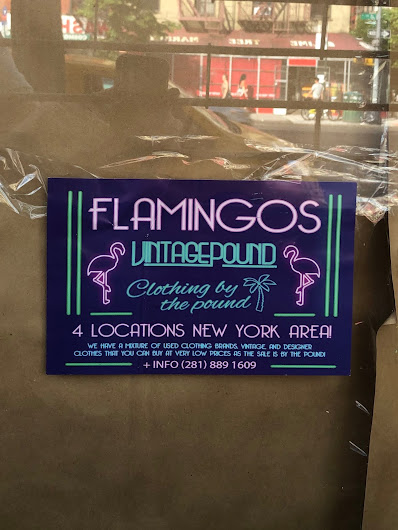 FLAMINGOS
VINTAGEPOUND
Clothing by
the pound
4 LOCATIONS NEW YORK AREA!
WE HAVE A MIXTURE OF USED CLOTHING BRANDS, VINTAGE, AND DESIGNER
CLOTHES THAT YOU CAN BUY AT VERY LOW PRICES AS THE SALE IS BY THE POUND!
+ INFO (281) 889 1609